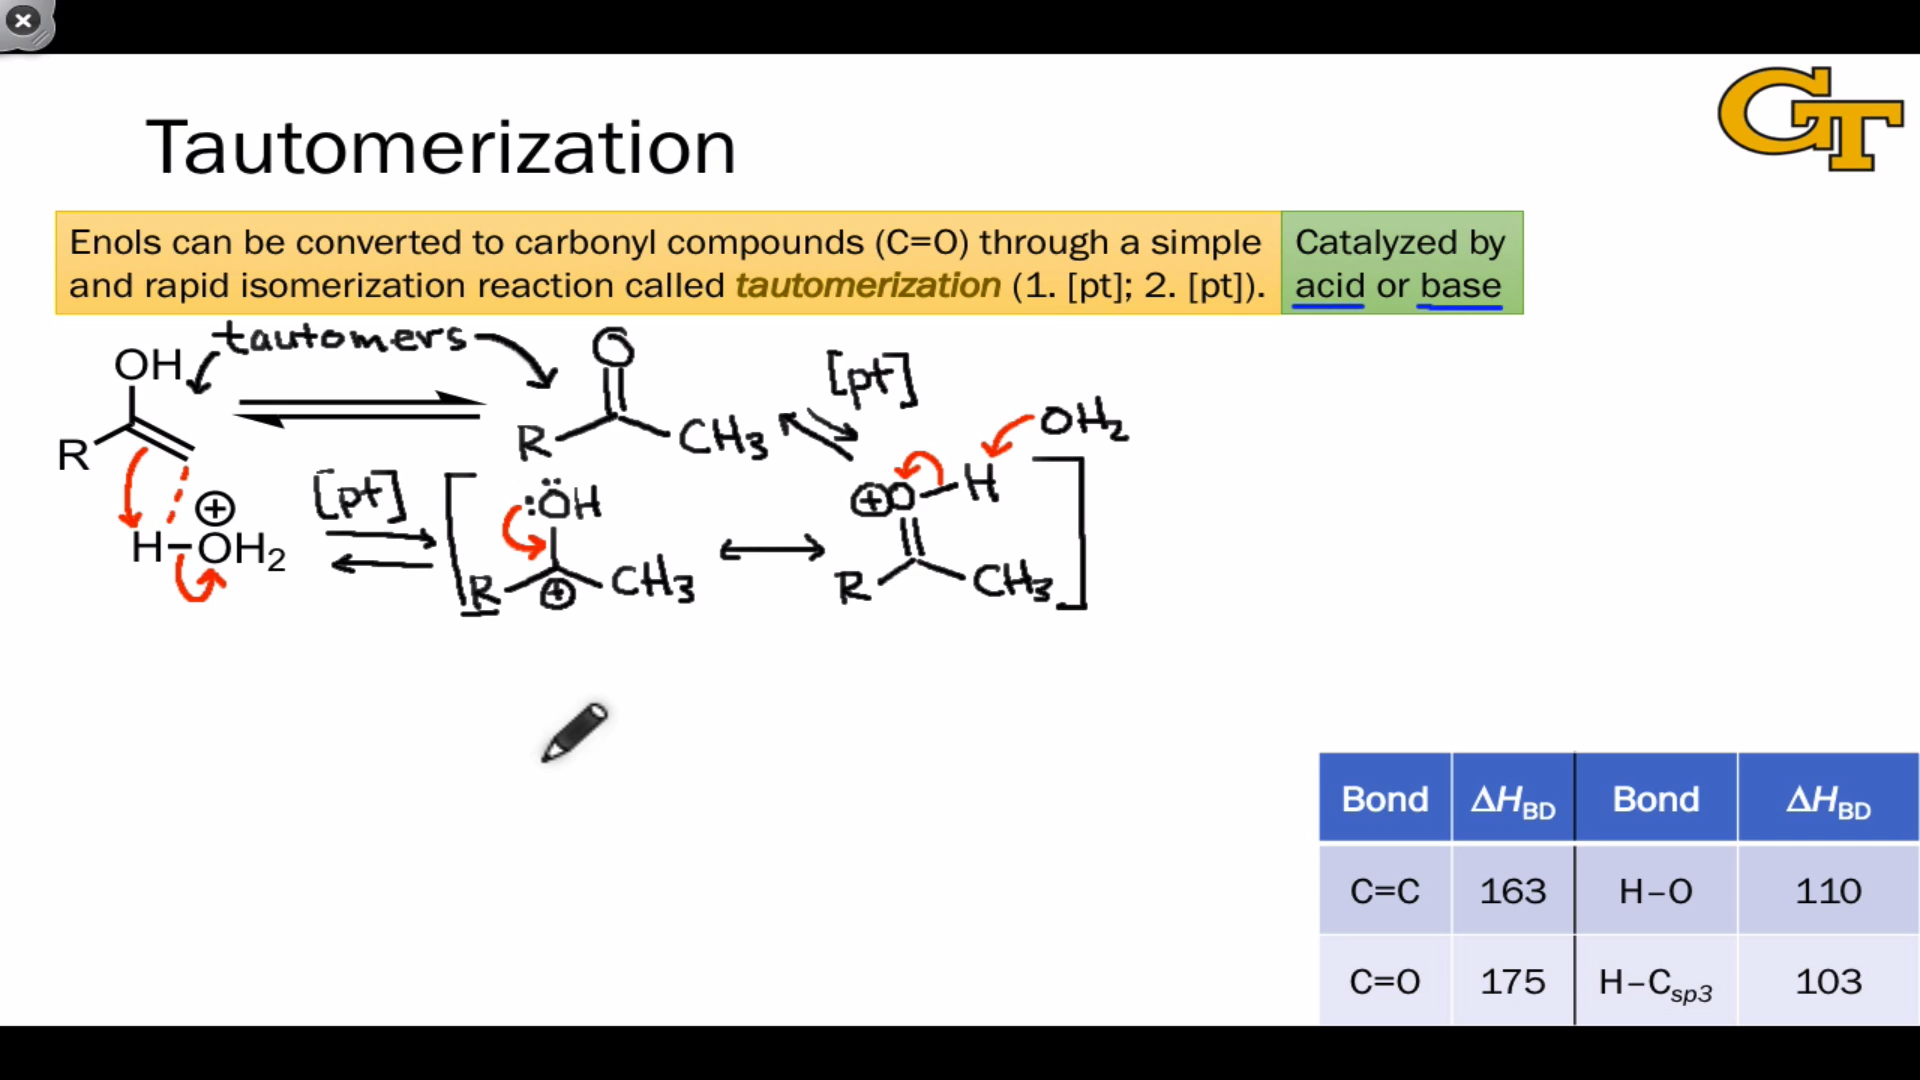 GT
Tautomerization
Enols can be converted to carbonyl compounds (C=O) through a simple
and rapid isomerization reaction called tautomerization (1. [pt]; 2. [pt]).
Catalyzed by
acid or base
tautomers
OH
R
O
R
CH3
[pt]
OH2
H–OH2
⊕
[pt]
:ÖH
R
⊕
CH3
⊕O–H
R
CH3
Bond ΔHBD Bond ΔHBD
C=C 163 H–O 110
C=O 175 H–Csp3 103